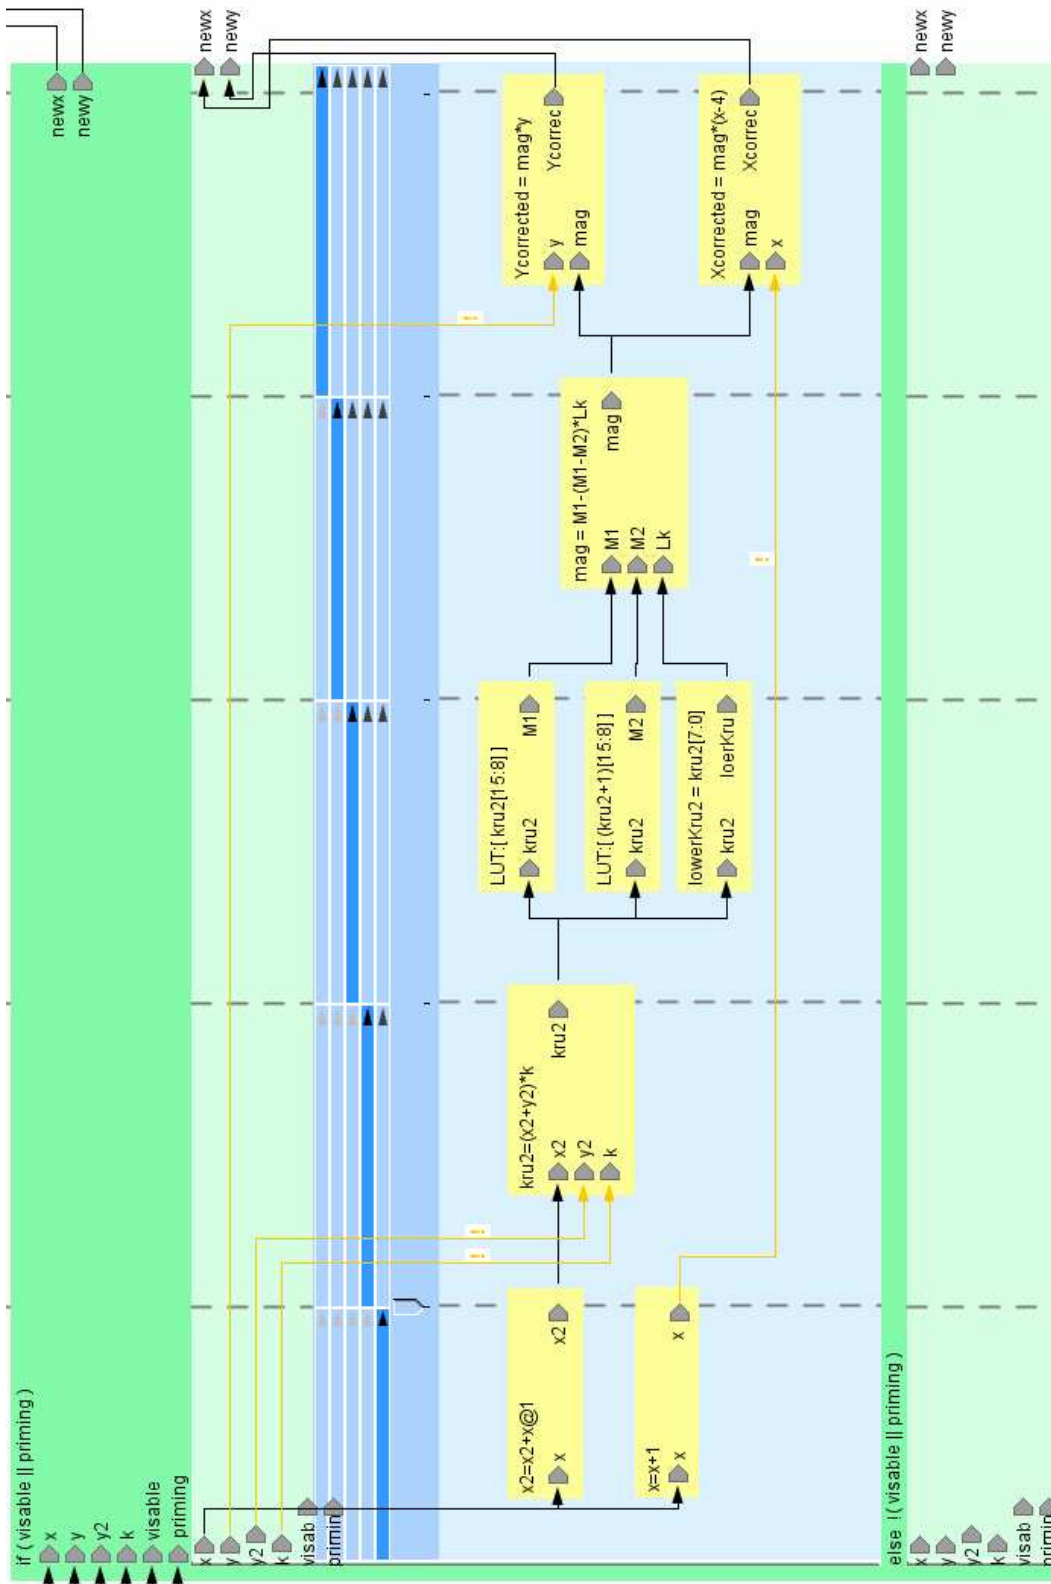 if ( visable || priming )
x
y
y2
k
visable
priming
newx
newy
x
y
y2
k
visab
primin
newx
newy
x2=x2+x@1
x
x2
x=x+1
x
x
kru2=(x2+y2)*k
x2
y2
k
kru2
LUT:[ kru2[15:8] ]
kru2
M1
LUT:[ (kru2+1)[15:8] ]
kru2
M2
lowerKru2 = kru2[7:0]
kru2
loerKru
mag = M1-(M1-M2)*Lk
M1
M2
Lk
mag
Ycorrected = mag*y
y
mag
Ycorrec
Xcorrected = mag*(x-4)
mag
x
Xcorrec
else !( visable || priming )
x
y
y2
k
visab
primin
newx
newy